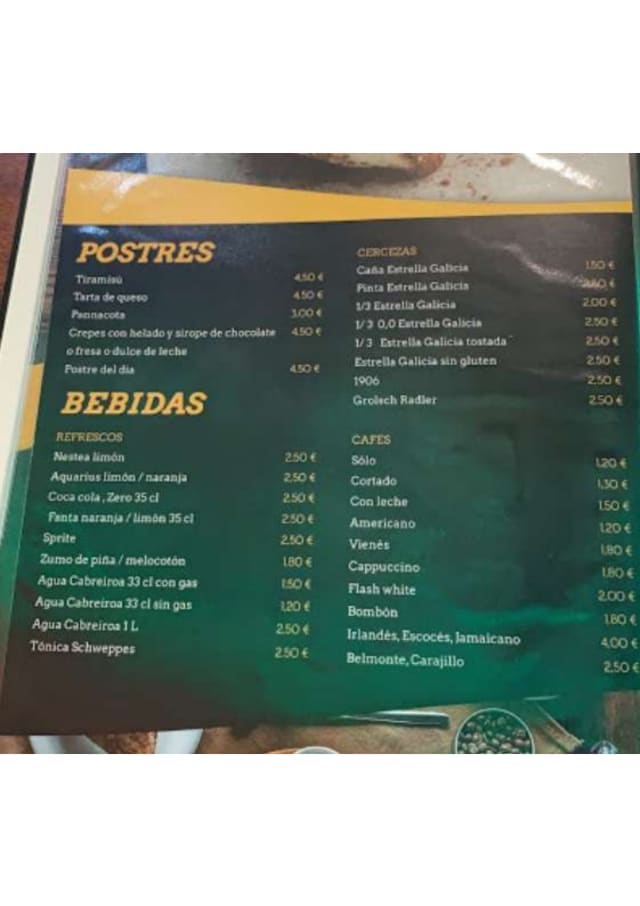 POSTRES
Tiramisú 4.50 €
Tarta de queso 4.50 €
Pannacota 3.00 €
Crepes con helado y sirope de chocolate 4.50 €
o fresa o dulce de leche
Postre del día 4.50 €
BEBIDAS
REFRESCOS
Nestea limón 2.50 €
Aquarius limón / naranja 2.50 €
Coca cola , Zero 35 cl 2.50 €
Fanta naranja / limón 35 cl 2.50 €
Sprite 2.50 €
Zumo de piña / melocotón 1.80 €
Agua Cabreiroa 33 cl con gas 1.50 €
Agua Cabreiroa 33 cl sin gas 1,20 €
Agua Cabreiroa 1 L 2.50 €
Tónica Schweppes 2.50 €
CERCEZAS
Caña Estrella Galicia 1.50 €
Pinta Estrella Galicia
1/3 Estrella Galicia 2,00 €
1/ 3 0,0 Estrella Galicia 2,50 €
1/ 3 Estrella Galicia tostada 2.50 €
Estrella Galicia sin gluten 2,50 €
1906 2,50 €
Grolsch Radler 2,50 €
CAFES
Sólo 1,20 €
Cortado 1,30 €
Con leche 1.50 €
Americano 1.20 €
Vienés 1,80 €
Cappuccino 1,80 €
Flash white 2,00 €
Bombón 1.80 €
Irlandés, Escocés, Jamaicano 4,00 €
Belmonte, Carajillo 2,50 €